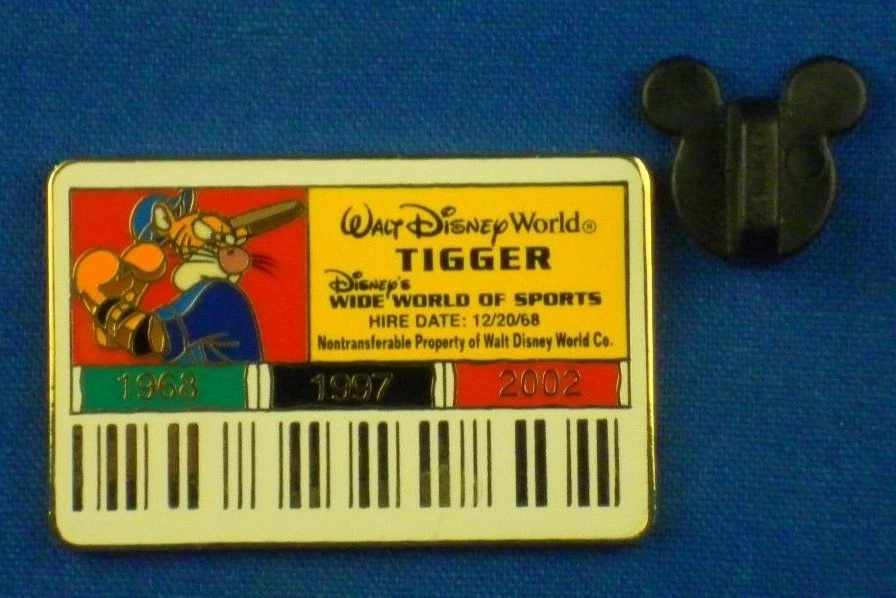 Walt Disney World®
TIGGER
Disney's
WIDE WORLD OF SPORTS
HIRE DATE: 12/20/68
Nontransferable Property of Walt Disney World Co.
1968 1997 2002